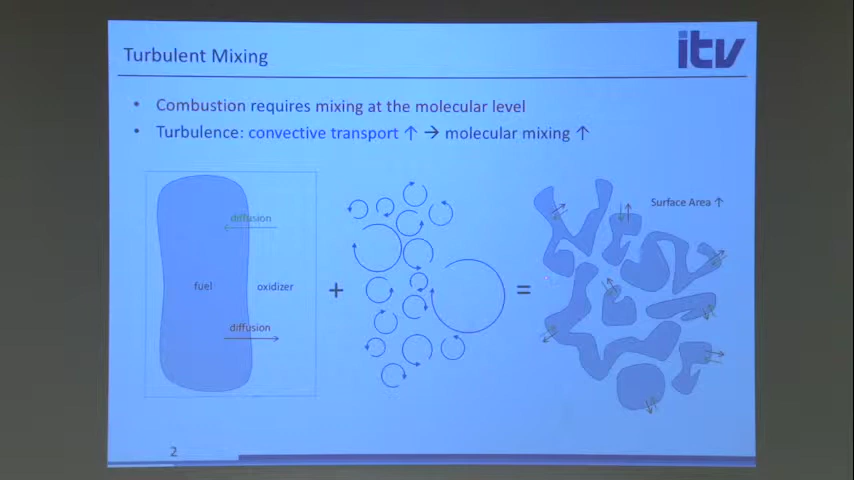 Turbulent Mixing
itv
• Combustion requires mixing at the molecular level
• Turbulence: convective transport ↑ → molecular mixing ↑
Surface Area ↑
diffusion
fuel
oxidizer
+
=
diffusion
2